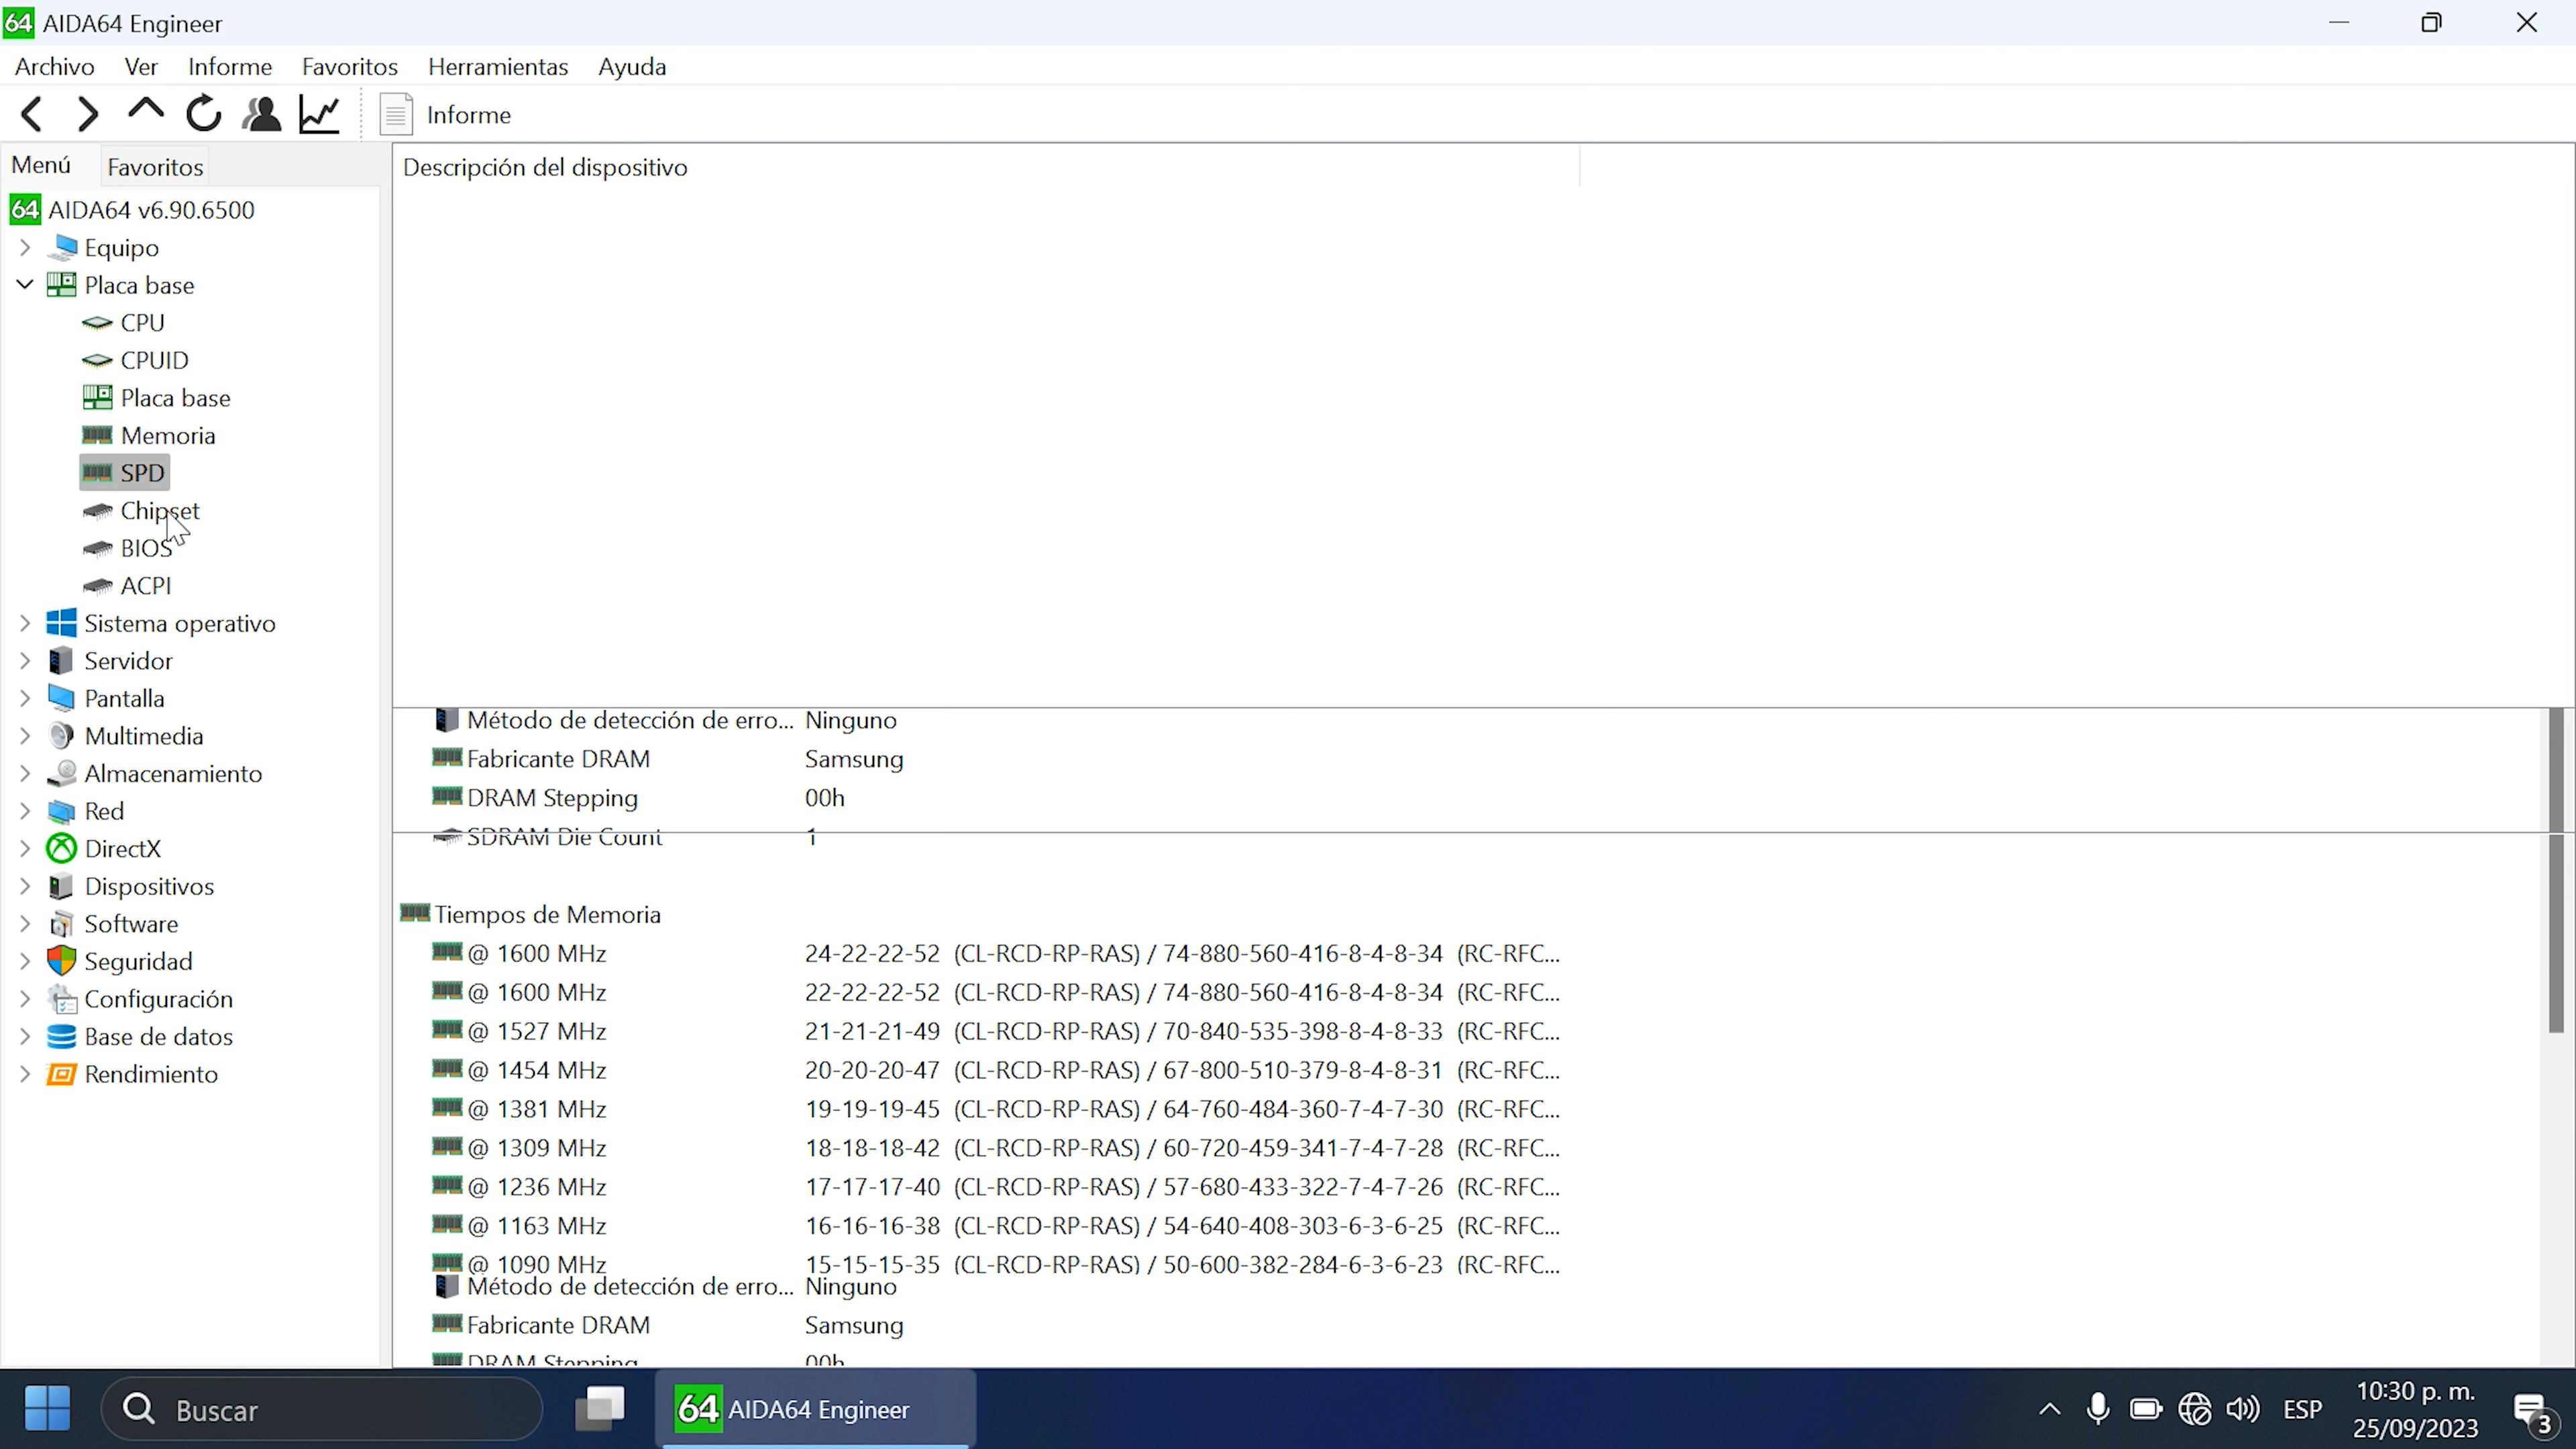 64 AIDA64 Engineer
Archivo Ver Informe Favoritos Herramientas Ayuda
Informe
Menú Favoritos
64 AIDA64 v6.90.6500
Equipo
Placa base
CPU
CPUID
Placa base
Memoria
SPD
Chipset
BIOS
ACPI
Sistema operativo
Servidor
Pantalla
Multimedia
Almacenamiento
Red
DirectX
Dispositivos
Software
Seguridad
Configuración
Base de datos
Rendimiento
Descripción del dispositivo
Método de detección de erro... Ninguno
Fabricante DRAM Samsung
DRAM Stepping 00h
SDRAM Die Count 1
Tiempos de Memoria
@ 1600 MHz 24-22-22-52 (CL-RCD-RP-RAS) / 74-880-560-416-8-4-8-34 (RC-RFC...
@ 1600 MHz 22-22-22-52 (CL-RCD-RP-RAS) / 74-880-560-416-8-4-8-34 (RC-RFC...
@ 1527 MHz 21-21-21-49 (CL-RCD-RP-RAS) / 70-840-535-398-8-4-8-33 (RC-RFC...
@ 1454 MHz 20-20-20-47 (CL-RCD-RP-RAS) / 67-800-510-379-8-4-8-31 (RC-RFC...
@ 1381 MHz 19-19-19-45 (CL-RCD-RP-RAS) / 64-760-484-360-7-4-7-30 (RC-RFC...
@ 1309 MHz 18-18-18-42 (CL-RCD-RP-RAS) / 60-720-459-341-7-4-7-28 (RC-RFC...
@ 1236 MHz 17-17-17-40 (CL-RCD-RP-RAS) / 57-680-433-322-7-4-7-26 (RC-RFC...
@ 1163 MHz 16-16-16-38 (CL-RCD-RP-RAS) / 54-640-408-303-6-3-6-25 (RC-RFC...
@ 1090 MHz 15-15-15-35 (CL-RCD-RP-RAS) / 50-600-382-284-6-3-6-23 (RC-RFC...
Método de detección de erro... Ninguno
Fabricante DRAM Samsung
DRAM Stepping 00h
Buscar
64 AIDA64 Engineer
ESP
10:30 p. m.
25/09/2023
3